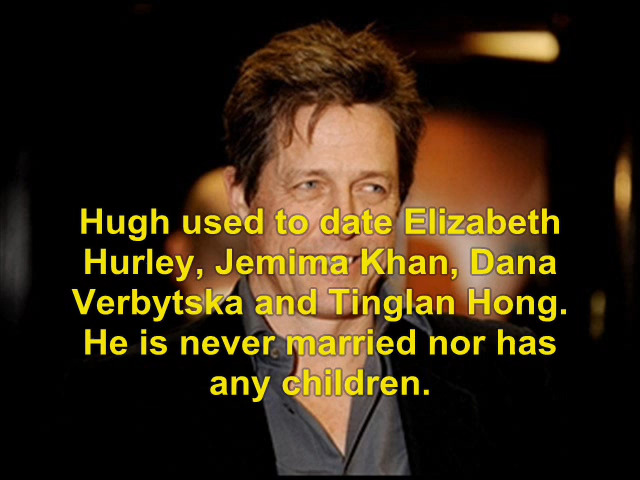 Hugh used to date Elizabeth
Hurley, Jemima Khan, Dana
Verbytska and Tinglan Hong.
He is never married nor has
any children.